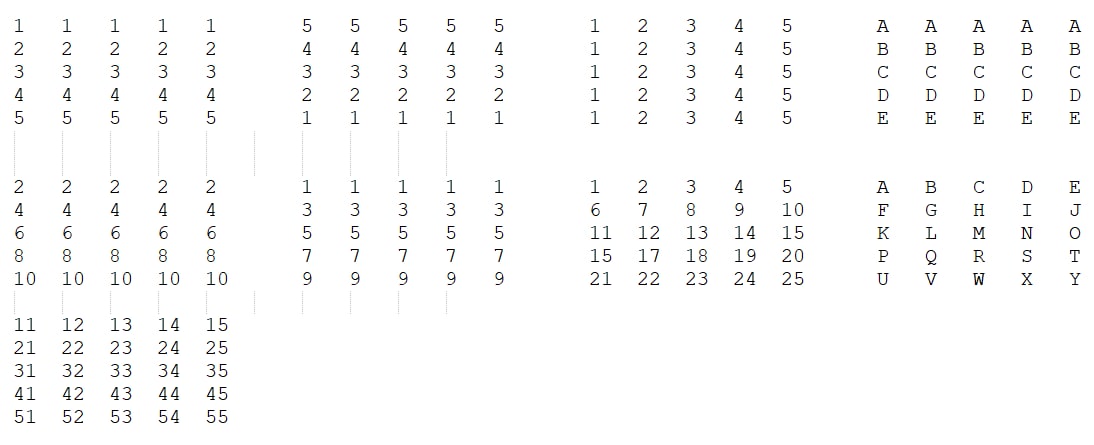 1 1 1 1 1 5 5 5 5 5 1 2 3 4 5 A A A A A
2 2 2 2 2 4 4 4 4 4 1 2 3 4 5 B B B B B
3 3 3 3 3 3 3 3 3 3 1 2 3 4 5 C C C C C
4 4 4 4 4 2 2 2 2 2 1 2 3 4 5 D D D D D
5 5 5 5 5 1 1 1 1 1 1 2 3 4 5 E E E E E
2 2 2 2 2 1 1 1 1 1 1 2 3 4 5 A B C D E
4 4 4 4 4 3 3 3 3 3 6 7 8 9 10 F G H I J
6 6 6 6 6 5 5 5 5 5 11 12 13 14 15 K L M N O
8 8 8 8 8 7 7 7 7 7 15 17 18 19 20 P Q R S T
10 10 10 10 10 9 9 9 9 9 21 22 23 24 25 U V W X Y
11 12 13 14 15
21 22 23 24 25
31 32 33 34 35
41 42 43 44 45
51 52 53 54 55